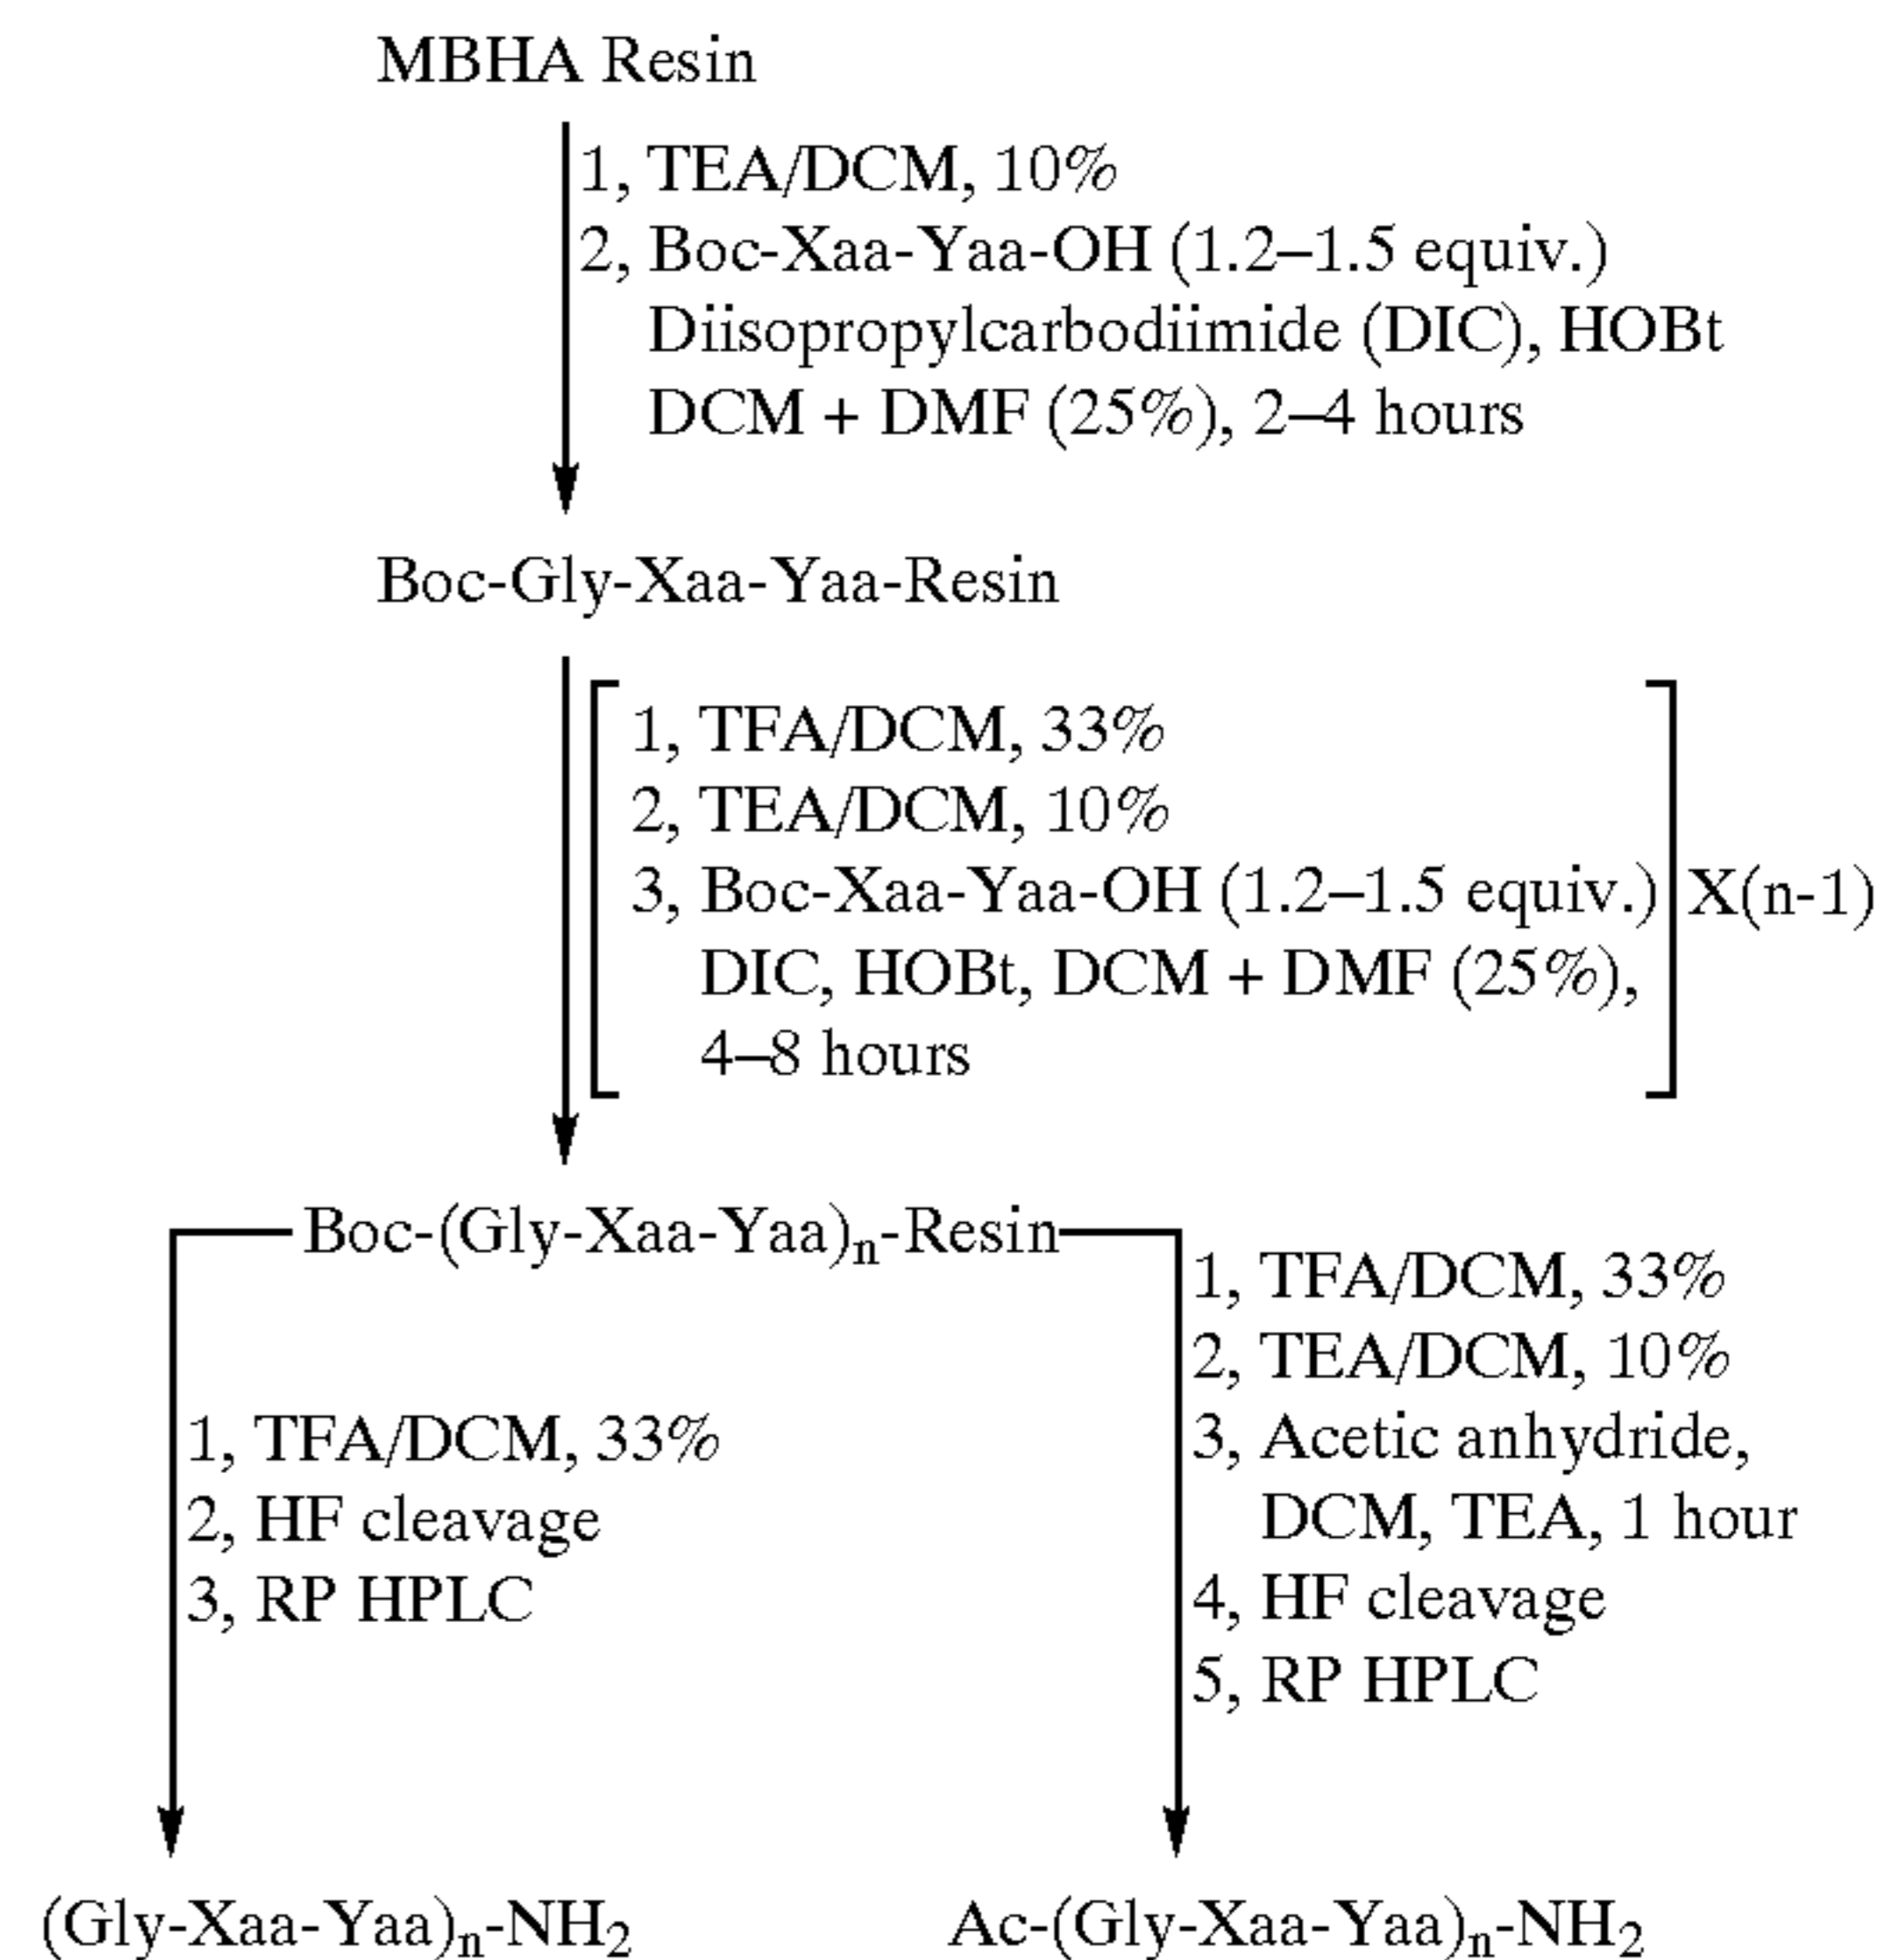 MBHA Resin
1, TEA/DCM, 10%
2, Boc-Xaa-Yaa-OH (1.2–1.5 equiv.)
Diisopropylcarbodiimide (DIC), HOBt
DCM + DMF (25%), 2–4 hours
Boc-Gly-Xaa-Yaa-Resin
1, TFA/DCM, 33%
2, TEA/DCM, 10%
3, Boc-Xaa-Yaa-OH (1.2–1.5 equiv.) X(n-1)
DIC, HOBt, DCM + DMF (25%),
4–8 hours
Boc-(Gly-Xaa-Yaa)n-Resin
1, TFA/DCM, 33%
2, HF cleavage
3, RP HPLC
1, TFA/DCM, 33%
2, TEA/DCM, 10%
3, Acetic anhydride,
DCM, TEA, 1 hour
4, HF cleavage
5, RP HPLC
(Gly-Xaa-Yaa)n-NH2
Ac-(Gly-Xaa-Yaa)n-NH2